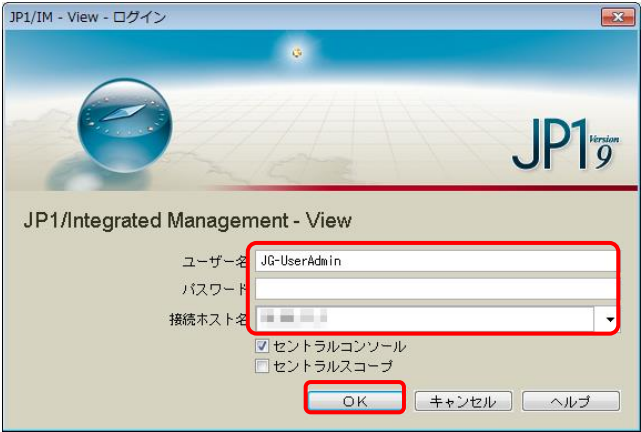 JP1/IM - View - ログイン
JP1 Version 9
JP1/Integrated Management - View
ユーザー名 JG-UserAdmin
パスワード
接続ホスト名
セントラルコンソール
セントラルスコープ
OK キャンセル ヘルプ